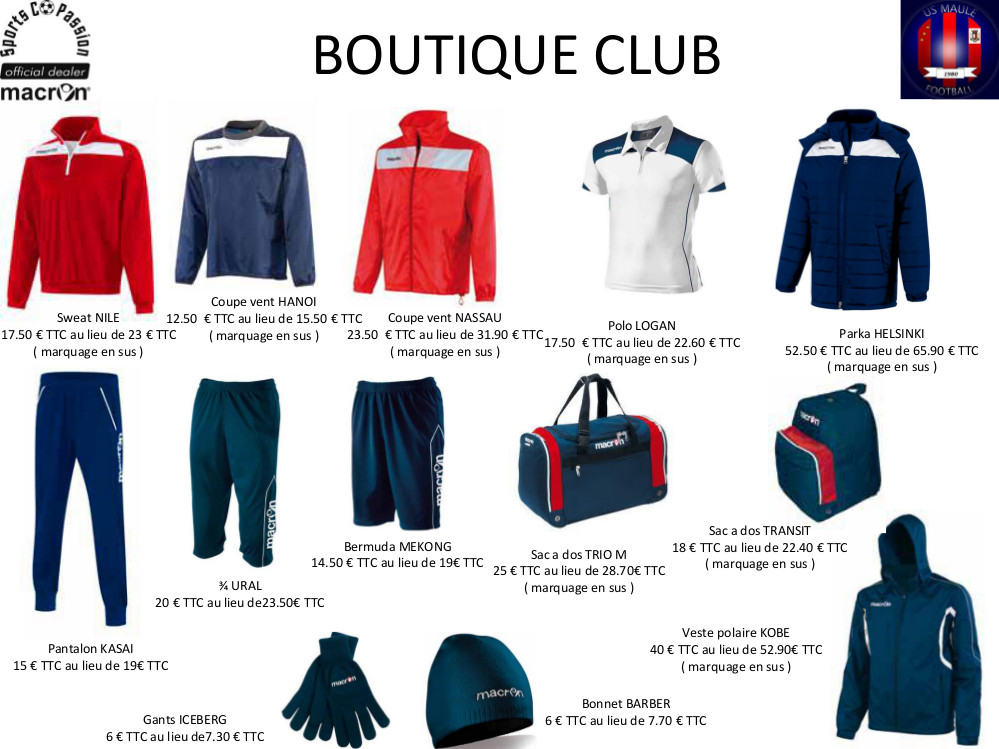 Sports Co Passion
official dealer
macron
BOUTIQUE CLUB
US MAULE
1980
FOOTBALL
Sweat NILE
17.50 € TTC au lieu de 23 € TTC
( marquage en sus )
Coupe vent HANOI
12.50 € TTC au lieu de 15.50 € TTC
( marquage en sus )
Coupe vent NASSAU
23.50 € TTC au lieu de 31.90 € TTC
( marquage en sus )
Polo LOGAN
17.50 € TTC au lieu de 22.60 € TTC
( marquage en sus )
Parka HELSINKI
52.50 € TTC au lieu de 65.90 € TTC
( marquage en sus )
macron
Pantalon KASAI
15 € TTC au lieu de 19€ TTC
macron
¾ URAL
20 € TTC au lieu de23.50€ TTC
macron
Bermuda MEKONG
14.50 € TTC au lieu de 19€ TTC
macron
Sac a dos TRIO M
25 € TTC au lieu de 28.70€ TTC
( marquage en sus )
macron
Sac a dos TRANSIT
18 € TTC au lieu de 22.40 € TTC
( marquage en sus )
macron
Veste polaire KOBE
40 € TTC au lieu de 52.90€ TTC
( marquage en sus )
macron
Gants ICEBERG
6 € TTC au lieu de7.30 € TTC
macron
Bonnet BARBER
6 € TTC au lieu de 7.70 € TTC